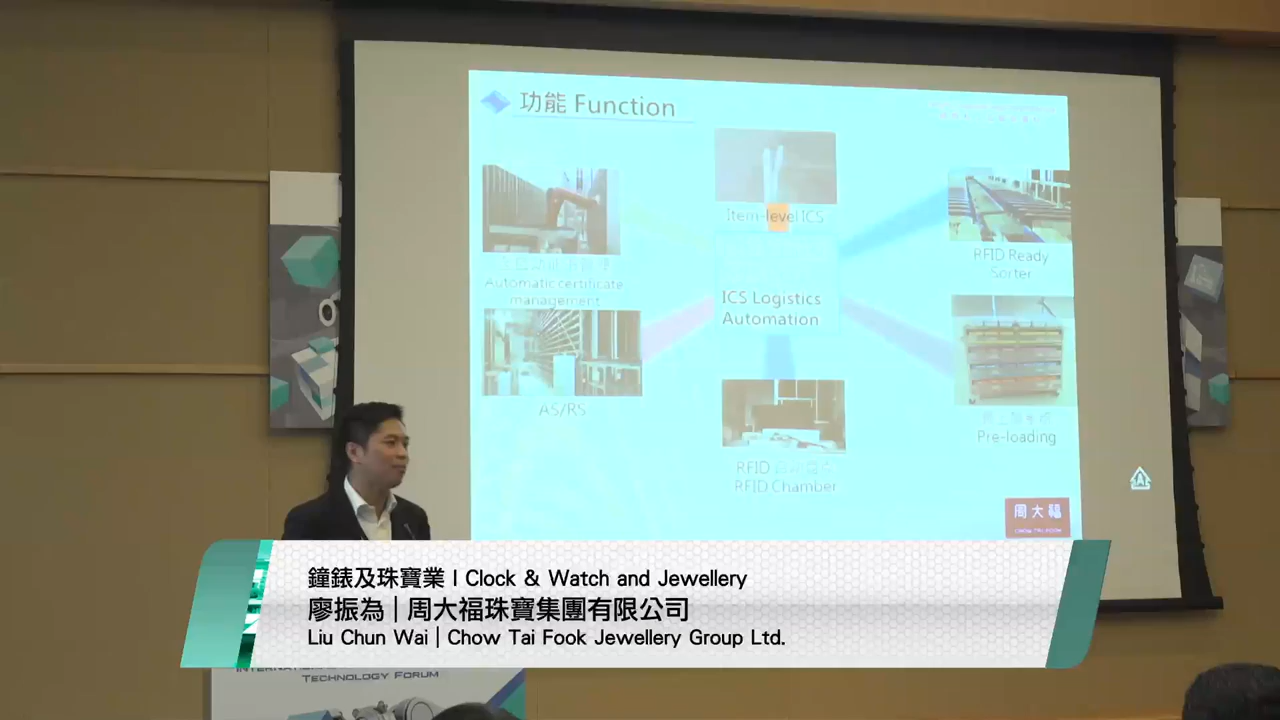 功能 Function
Item-level ICS
RFID Ready
Sorter
Automatic certificate
management
ICS Logistics
Automation
AS/RS
Pre-loading
RFID
RFID Chamber
周大福
CHOW TAI FOOK
A
鐘錶及珠寶業 | Clock & Watch and Jewellery
廖振為 | 周大福珠寶集團有限公司
Liu Chun Wai | Chow Tai Fook Jewellery Group Ltd.
TECHNOLOGY FORUM